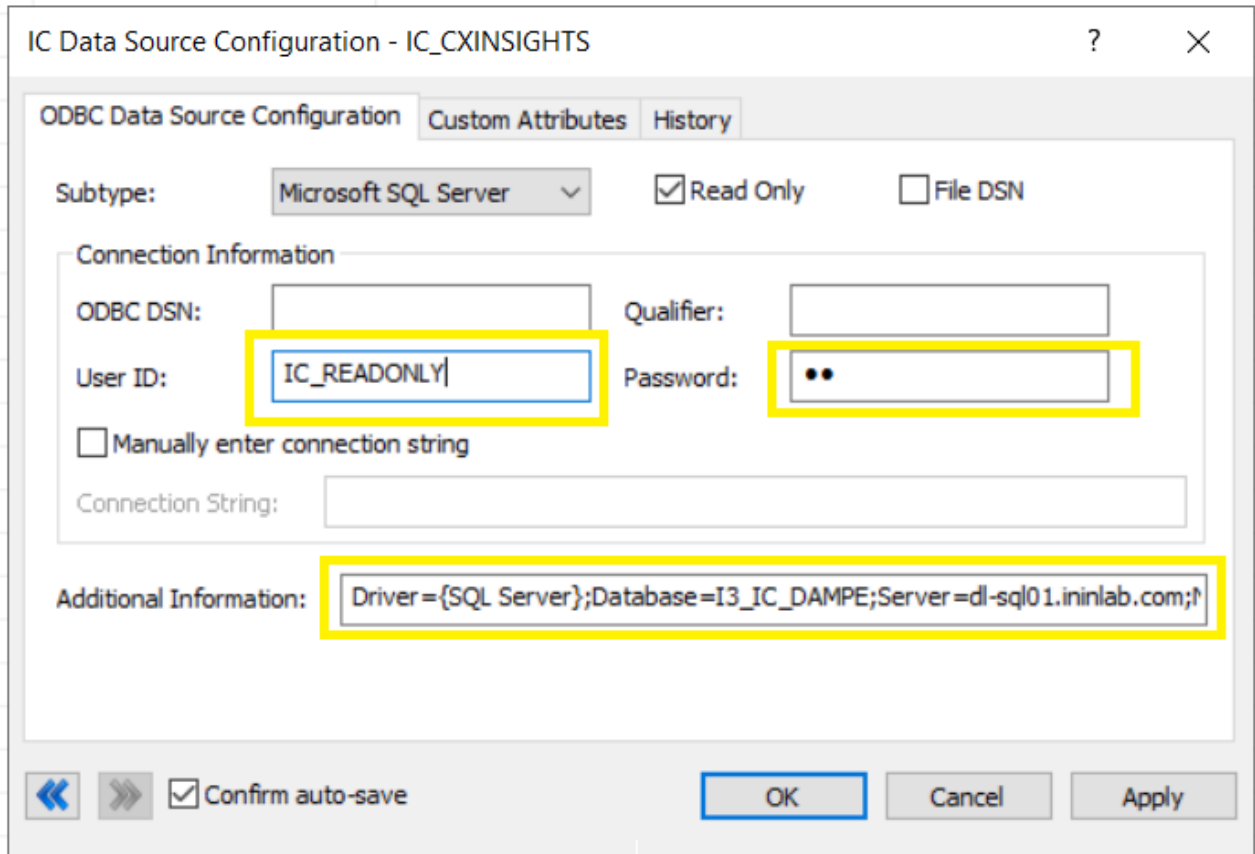 IC Data Source Configuration - IC_CXINSIGHTS ?
ODBC Data Source Configuration Custom Attributes History
Subtype: Microsoft SQL Server Read Only File DSN
Connection Information
ODBC DSN: Qualifier:
User ID: IC_READONLY Password: ●●
Manually enter connection string
Connection String:
Additional Information: Driver={SQL Server};Database=I3_IC_DAMPE;Server=dl-sql01.ininlab.com;
Confirm auto-save OK Cancel Apply